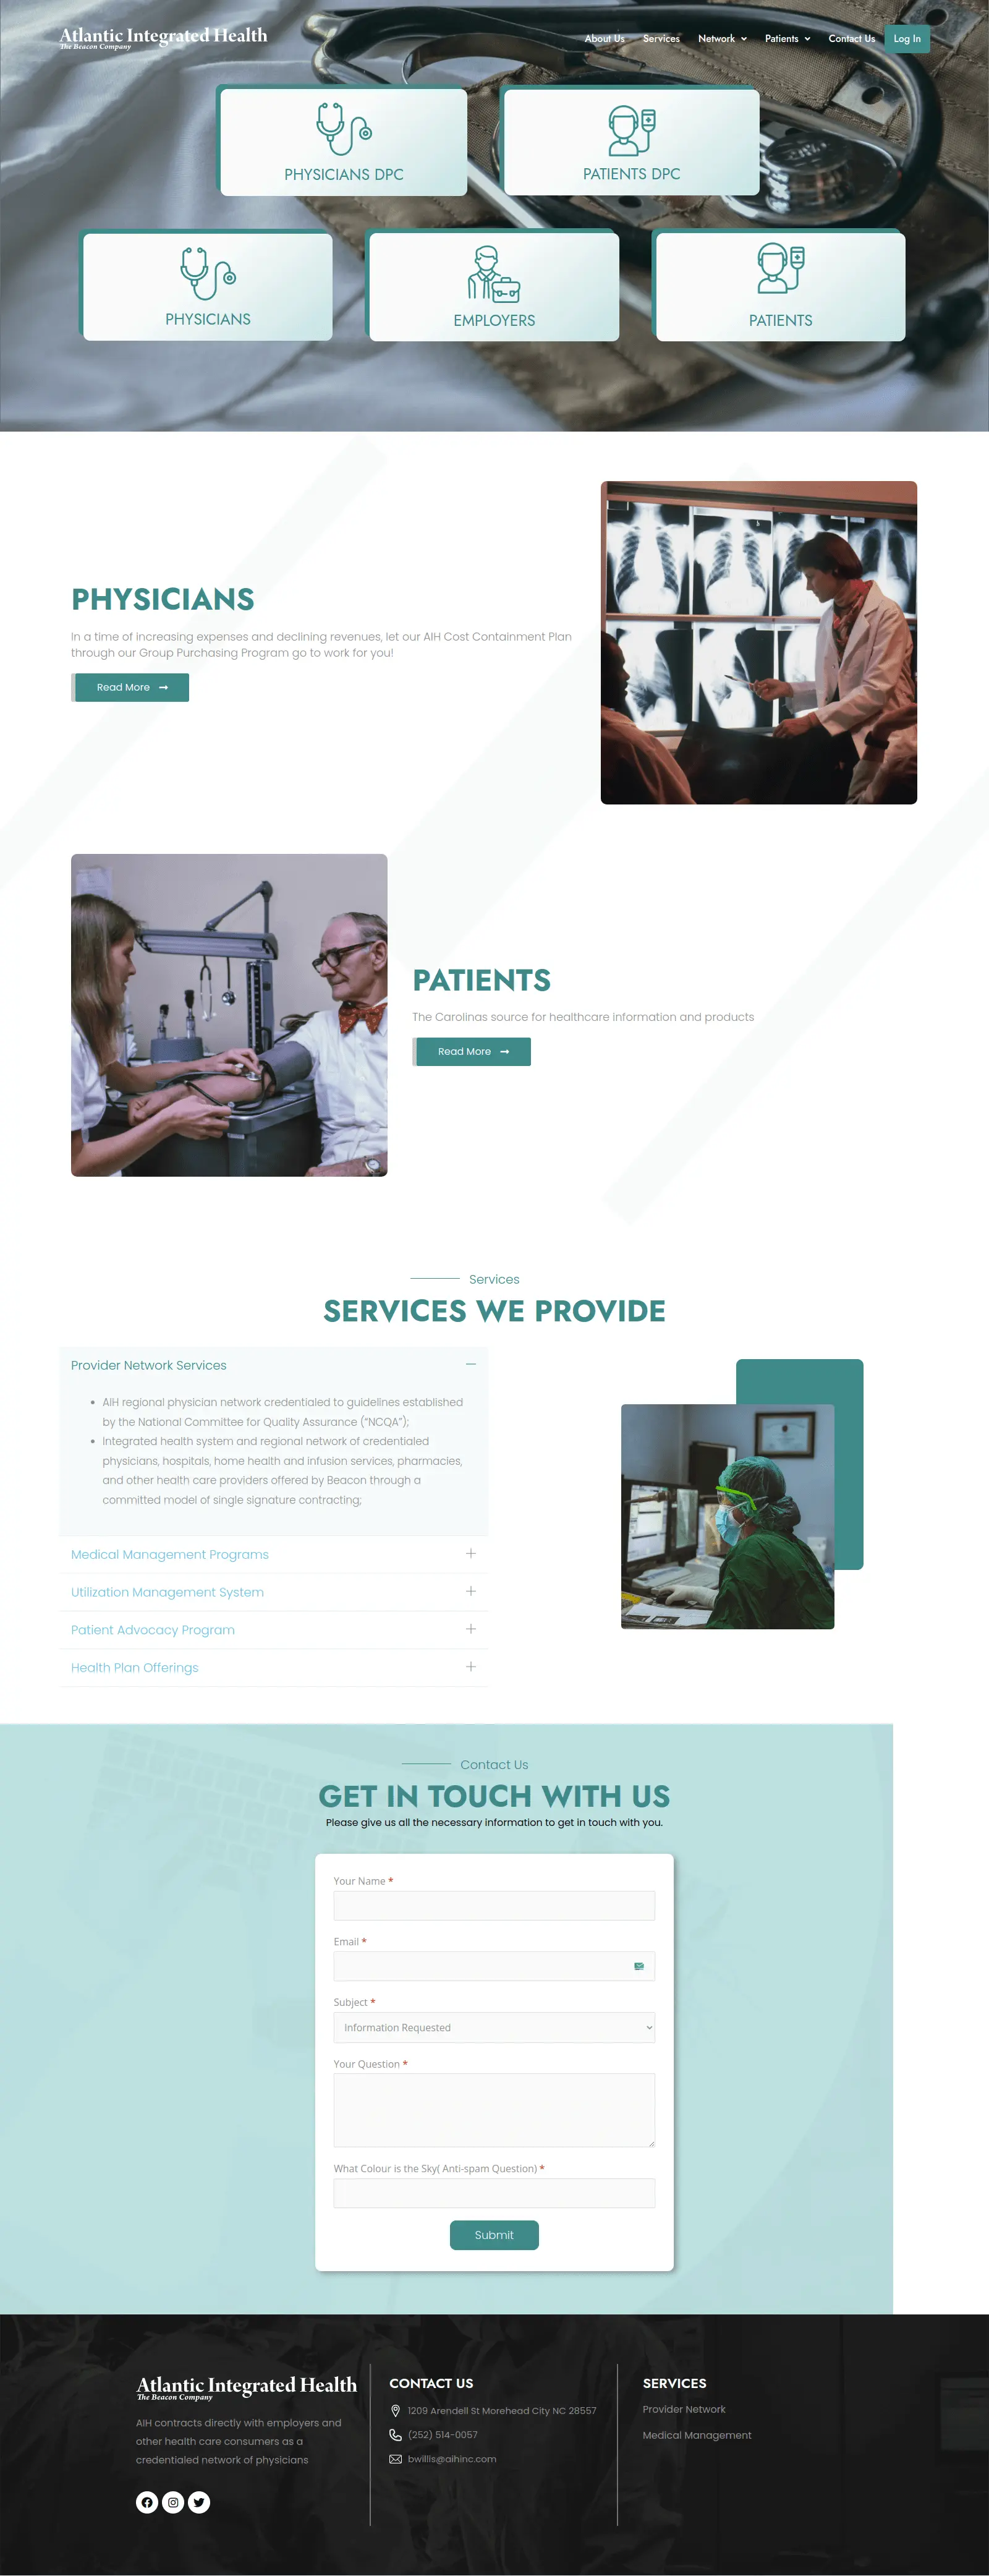 Atlantic Integrated Health
The Beacon Company
About Us Services Network Patients Contact Us Log In
PHYSICIANS DPC
PATIENTS DPC
PHYSICIANS
EMPLOYERS
PATIENTS
PHYSICIANS
In a time of increasing expenses and declining revenues, let our AIH Cost Containment Plan
through our Group Purchasing Program go to work for you!
Read More
PATIENTS
The Carolinas source for healthcare information and products
Read More
Services
SERVICES WE PROVIDE
Provider Network Services
AIH regional physician network credentialed to guidelines established
by the National Committee for Quality Assurance (“NCQA”);
Integrated health system and regional network of credentialed
physicians, hospitals, home health and infusion services, pharmacies,
and other health care providers offered by Beacon through a
committed model of single signature contracting;
Medical Management Programs
Utilization Management System
Patient Advocacy Program
Health Plan Offerings
Contact Us
GET IN TOUCH WITH US
Please give us all the necessary information to get in touch with you.
Your Name *
Email *
Subject *
Information Requested
Your Question *
What Colour is the Sky( Anti-spam Question) *
Submit
Atlantic Integrated Health
The Beacon Company
AIH contracts directly with employers and
other health care consumers as a
credentialed network of physicians
CONTACT US
1209 Arendell St Morehead City NC 28557
(252) 514-0057
bwillis@aihinc.com
SERVICES
Provider Network
Medical Management